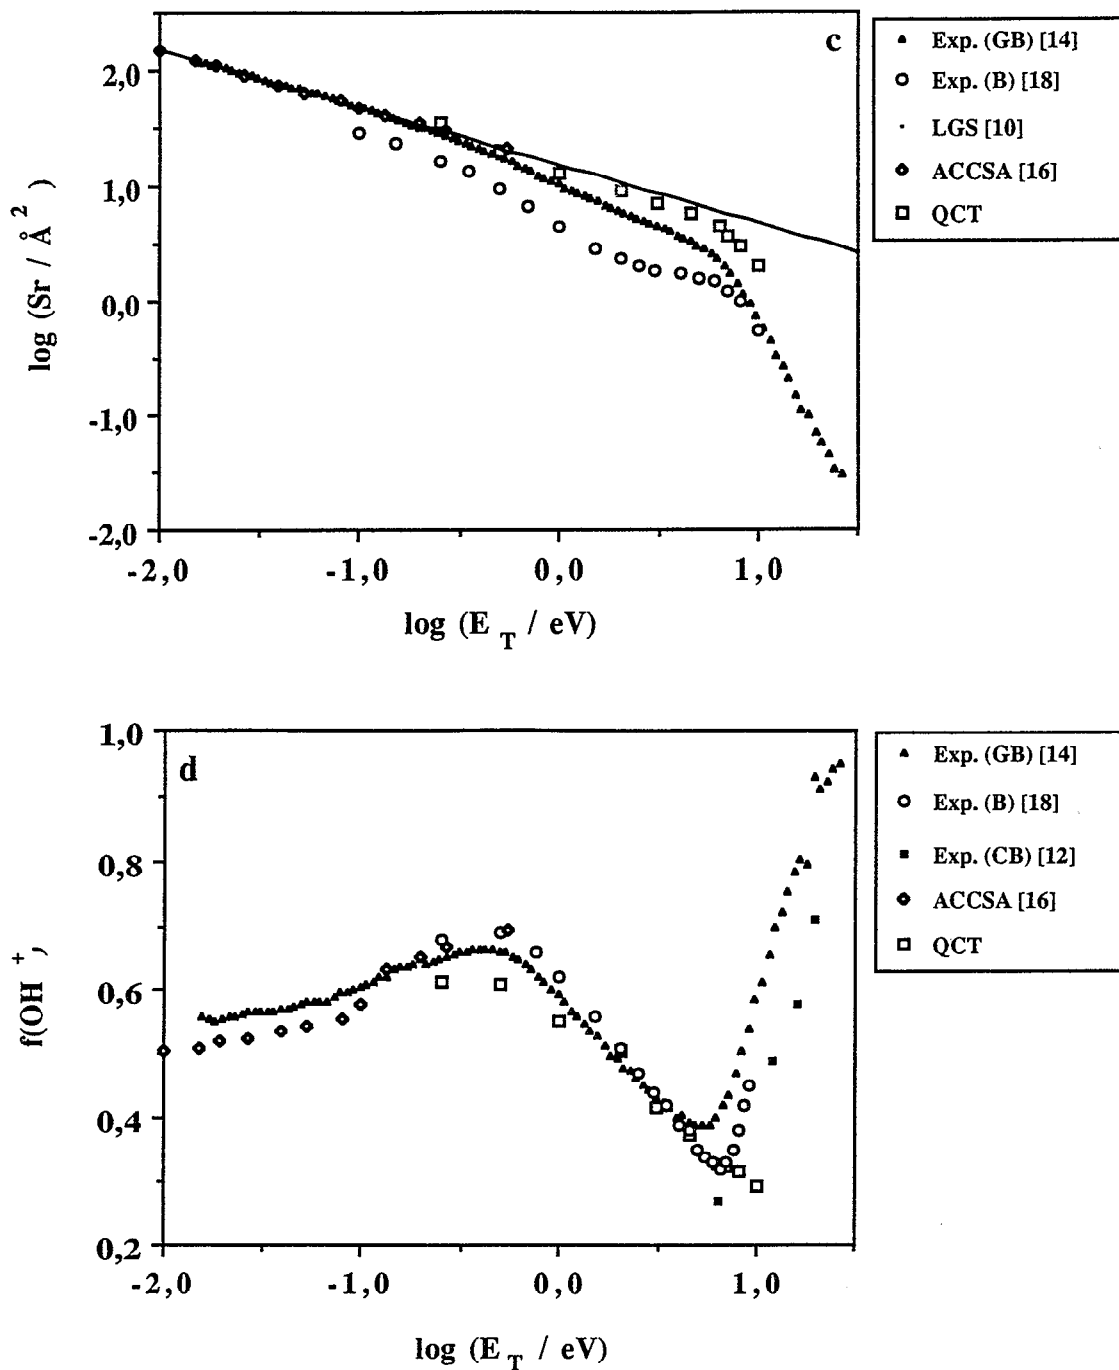 c
log (Sr / Å 2 )
2,0
1,0
0,0
-1,0
-2,0
-2,0 -1,0 0,0 1,0
log (E T / eV)
Exp. (GB) [14]
Exp. (B) [18]
LGS [10]
ACCSA [16]
QCT
d
f(OH +,
1,0
0,8
0,6
0,4
0,2
-2,0 -1,0 0,0 1,0
log (E T / eV)
Exp. (GB) [14]
Exp. (B) [18]
Exp. (CB) [12]
ACCSA [16]
QCT